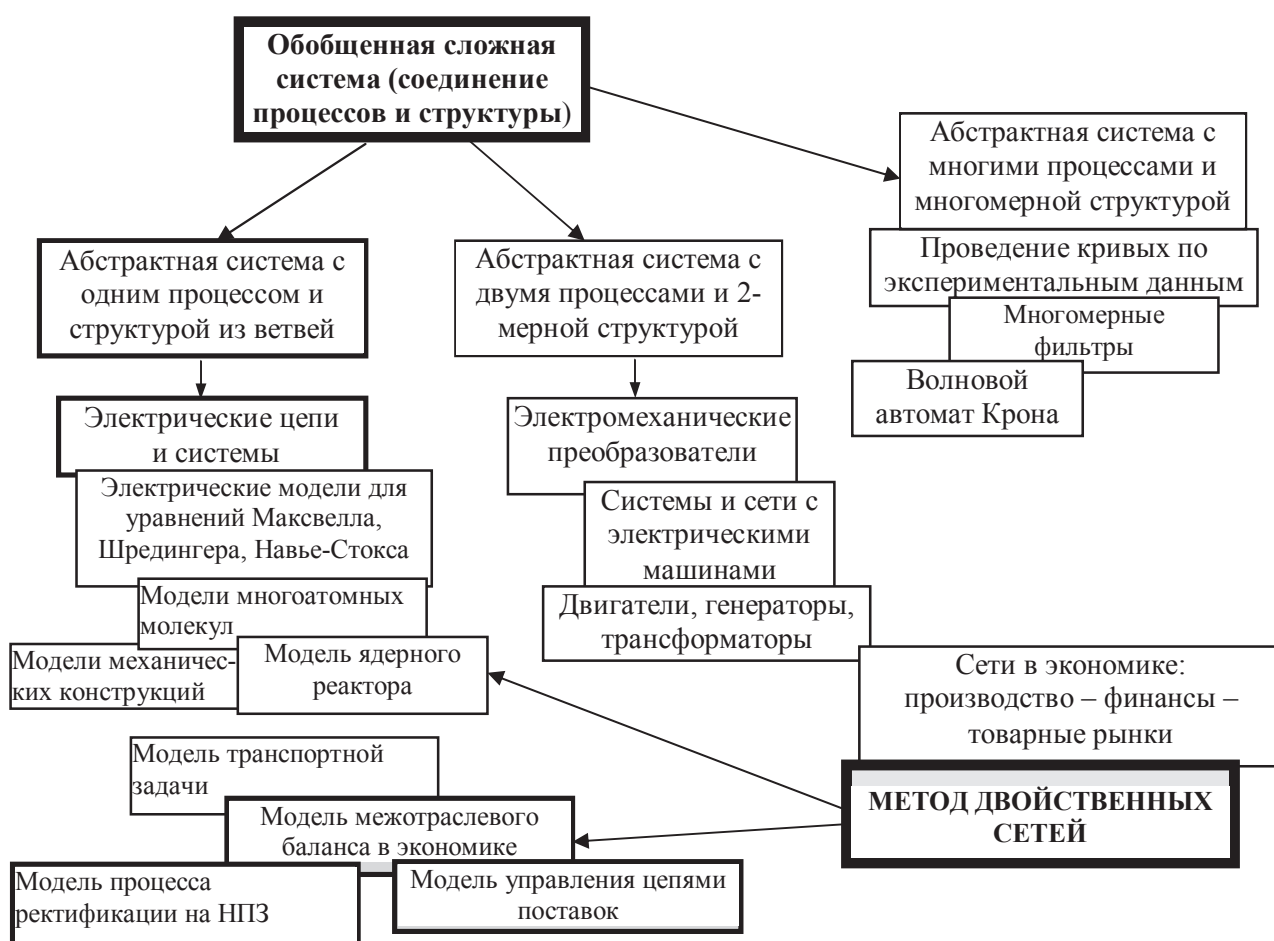 Обобщенная сложная
система (соединение
процессов и структуры)
Абстрактная система с
многими процессами и
многомерной структурой
Проведение кривых по
экспериментальным данным
Многомерные
фильтры
Волновой
автомат Крона
Абстрактная система с
одним процессом и
структурой из ветвей
Абстрактная система с
двумя процессами и 2-
мерной структурой
Электрические цепи
и системы
Электрические модели для
уравнений Максвелла,
Шредингера, Навье-Стокса
Модели многоатомных
молекул
Модели механичес-
ких конструкций
Модель ядерного
реактора
Электромеханические
преобразователи
Системы и сети с
электрическими
машинами
Двигатели, генераторы,
трансформаторы
Сети в экономике:
производство – финансы –
товарные рынки
МЕТОД ДВОЙСТВЕННЫХ
СЕТЕЙ
Модель транспортной
задачи
Модель межотраслевого
баланса в экономике
Модель процесса
ректификации на НПЗ
Модель управления цепями
поставок